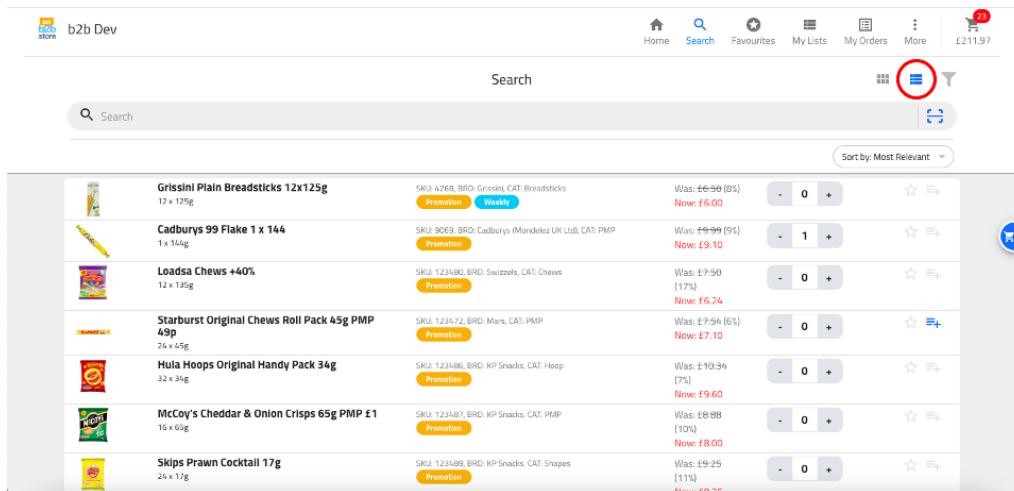 b2b store
b2b Dev
Home Search Favourites My Lists My Orders More 23 £211.97
Search
Search
Sort by: Most Relevant
Grissini Plain Breadsticks 12x125g
12 x 125g
SKU: 4268, BRD: Grissini, CAT: Breadsticks
Promotion Weekly
Was: £6.50 (8%)
Now: £6.00
- 0 +
Cadburys 99 Flake 1 x 144
1 x 144g
SKU: 9069, BRD: Cadburys (Mondelez UK Ltd), CAT: PMP
Promotion
Was: £9.99 (9%)
Now: £9.10
- 1 +
Loadsa Chews +40%
12 x 135g
SKU: 123480, BRD: Swizzels, CAT: Chews
Promotion
Was: £7.50
(17%)
Now: £6.24
- 0 +
Starburst Original Chews Roll Pack 45g PMP
49p
24 x 45g
SKU: 123472, BRD: Mars, CAT: PMP
Promotion
Was: £7.54 (6%)
Now: £7.10
- 0 +
Hula Hoops Original Handy Pack 34g
32 x 34g
SKU: 123486, BRD: KP Snacks, CAT: Hoop
Promotion
Was: £10.34
(7%)
Now: £9.60
- 0 +
McCoy's Cheddar & Onion Crisps 65g PMP £1
16 x 65g
SKU: 123487, BRD: KP Snacks, CAT: PMP
Promotion
Was: £8.88
(10%)
Now: £8.00
- 0 +
Skips Prawn Cocktail 17g
24 x 17g
SKU: 123489, BRD: KP Snacks, CAT: Shapes
Promotion
Was: £9.25
(11%)
- 0 +